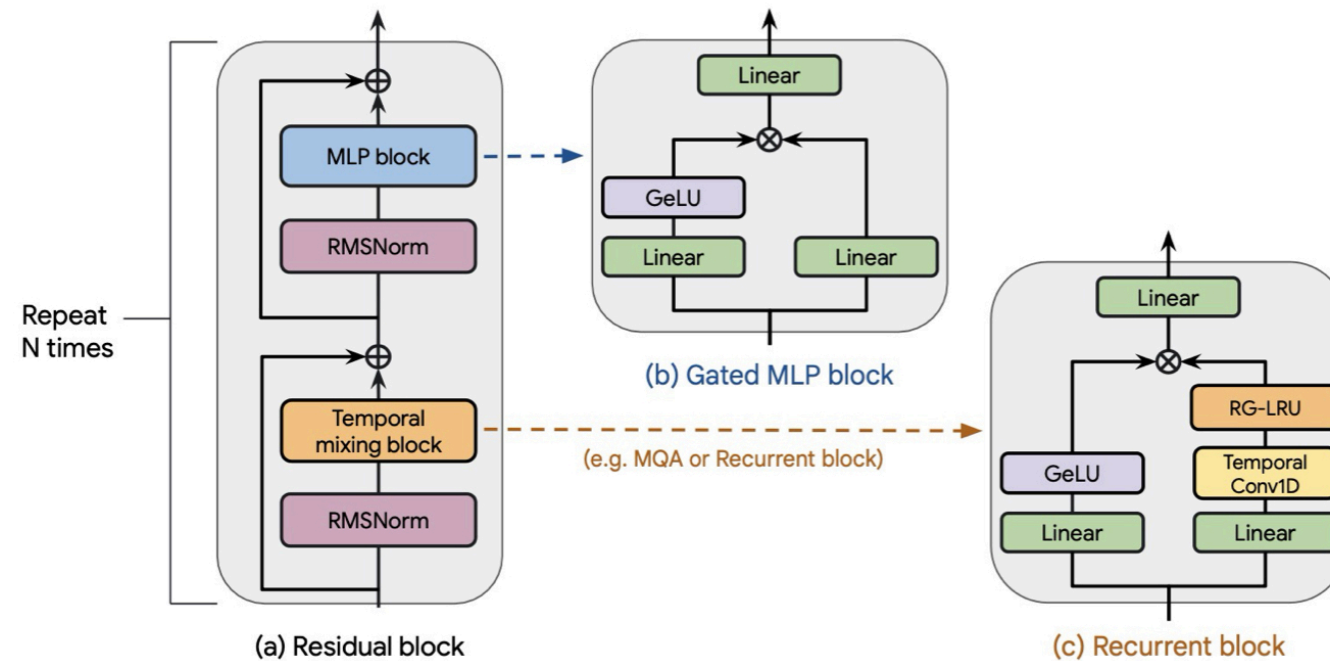 Repeat
N times
MLP block
RMSNorm
Temporal
mixing block
RMSNorm
(a) Residual block
Linear
GeLU
Linear
Linear
(b) Gated MLP block
(e.g. MQA or Recurrent block)
Linear
RG-LRU
GeLU
Temporal
Conv1D
Linear
Linear
(c) Recurrent block